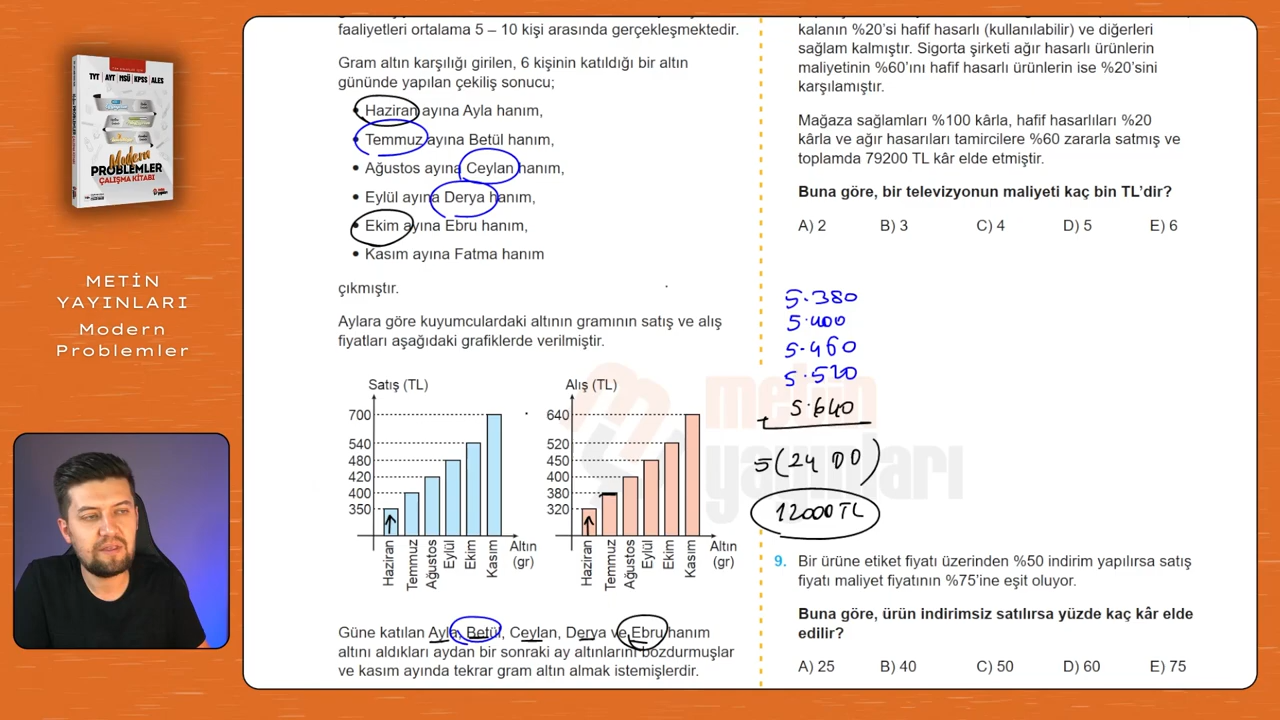 TYT | AYT | MSÜ | KPSS | ALES
Modern
PROBLEMLER
ÇALIŞMA KİTABI
METİN
YAYINLARI
Modern
Problemler
faaliyetleri ortalama 5 – 10 kişi arasında gerçekleşmektedir.
Gram altın karşılığı girilen, 6 kişinin katıldığı bir altın
gününde yapılan çekiliş sonucu;
• Haziran ayına Ayla hanım,
• Temmuz ayına Betül hanım,
• Ağustos ayına Ceylan hanım,
• Eylül ayına Derya hanım,
• Ekim ayına Ebru hanım,
• Kasım ayına Fatma hanım
çıkmıştır.
Aylara göre kuyumculardaki altının gramının satış ve alış
fiyatları aşağıdaki grafiklerde verilmiştir.
Satış (TL)
700
540
480
420
400
350
Haziran
Temmuz
Ağustos
Eylül
Ekim
Kasım
Altın
(gr)
Alış (TL)
640
520
460
400
380
320
Haziran
Temmuz
Ağustos
Eylül
Ekim
Kasım
Altın
(gr)
Güne katılan Ayla, Betül, Ceylan, Derya ve Ebru hanım
altını aldıkları aydan bir sonraki ay altınlarını bozdurmuşlar
ve kasım ayında tekrar gram altın almak istemişlerdir.
kalanın %20'si hafif hasarlı (kullanılabilir) ve diğerleri
sağlam kalmıştır. Sigorta şirketi ağır hasarlı ürünlerin
maliyetinin %60'ını hafif hasarlı ürünlerin ise %20'sini
karşılamıştır.
Mağaza sağlamları %100 kârla, hafif hasarlıları %20
kârla ve ağır hasarıları tamircilere %60 zararla satmış ve
toplamda 79200 TL kâr elde etmiştir.
Buna göre, bir televizyonun maliyeti kaç bin TL'dir?
A) 2 B) 3 C) 4 D) 5 E) 6
5.380
5.400
5.460
5.520
+ 5.640
5(2400)
12000TL
metin
yayınları
9. Bir ürüne etiket fiyatı üzerinden %50 indirim yapılırsa satış
fiyatı maliyet fiyatının %75'ine eşit oluyor.
Buna göre, ürün indirimsiz satılırsa yüzde kaç kâr elde
edilir?
A) 25 B) 40 C) 50 D) 60 E) 75